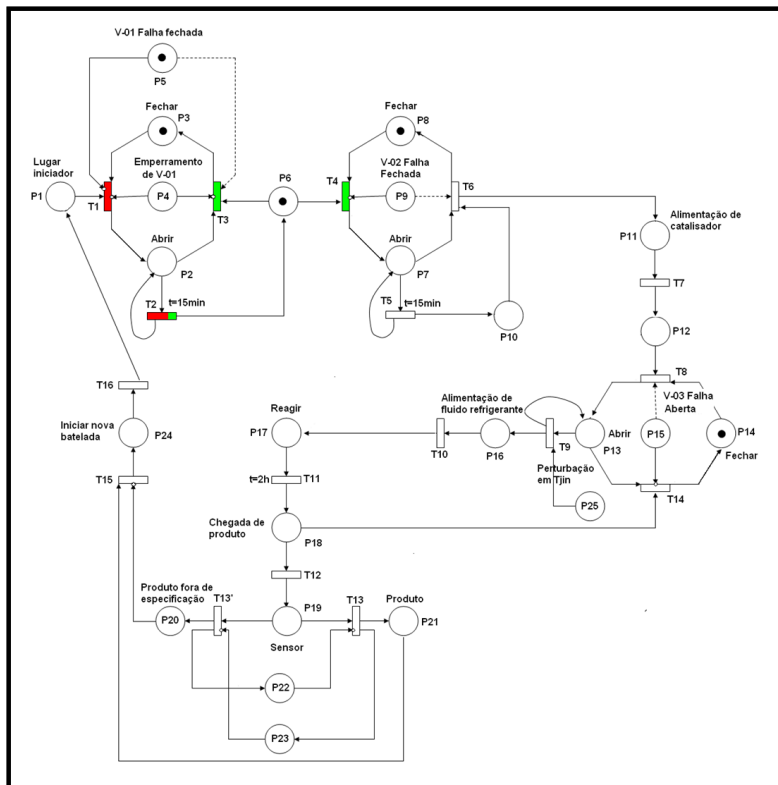 V-01 Falha fechada
P5
Fechar
P3
Fechar
P8
Lugar
iniciador
P1
T1
Emperramento
de V-01
P4
T3
P6
T4
V-02 Falha
Fechada
P9
T6
Alimentação de
catalisador
P11
Abrir
P2
Abrir
P7
T7
T2
t=15min
T5
t=15min
P10
P12
T8
T16
V-03 Falha
Aberta
Iniciar nova
batelada
P24
Reagir
P17
Alimentação de
fluido refrigerante
T10
P16
T9
Abrir
P13
P15
P14
Fechar
T15
t=2h
T11
Perturbação
em Tjin
P25
T14
Chegada de
produto
P18
T12
Produto fora de
especificação
P20
T13'
P19
Sensor
T13
Produto
P21
P22
P23